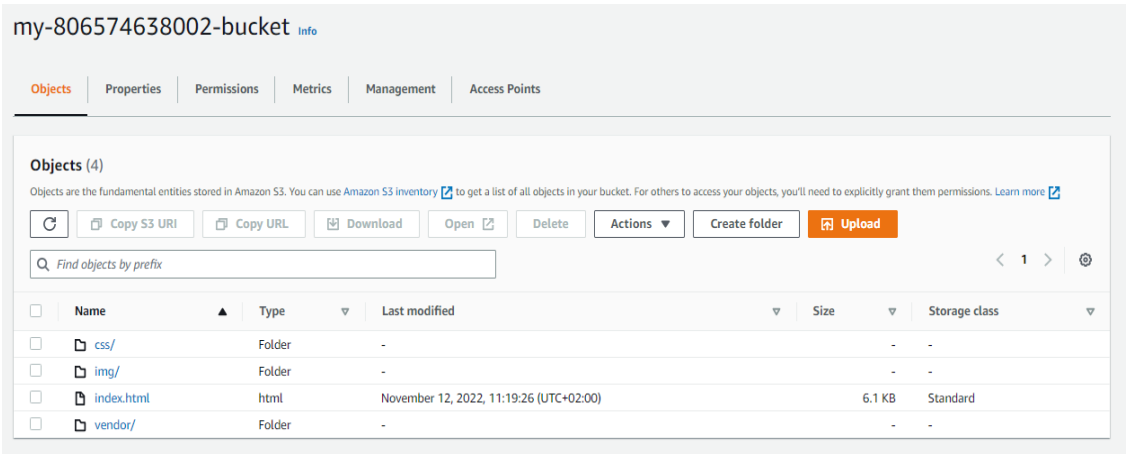 my-806574638002-bucket Info
Objects Properties Permissions Metrics Management Access Points
Objects (4)
Objects are the fundamental entities stored in Amazon S3. You can use Amazon S3 inventory to get a list of all objects in your bucket. For others to access your objects, you'll need to explicitly grant them permissions. Learn more
Copy S3 URI Copy URL Download Open Delete Actions Create folder Upload
Find objects by prefix 1
Name Type Last modified Size Storage class
css/ Folder - - -
img/ Folder - - -
index.html html November 12, 2022, 11:19:26 (UTC+02:00) 6.1 KB Standard
vendor/ Folder - - -